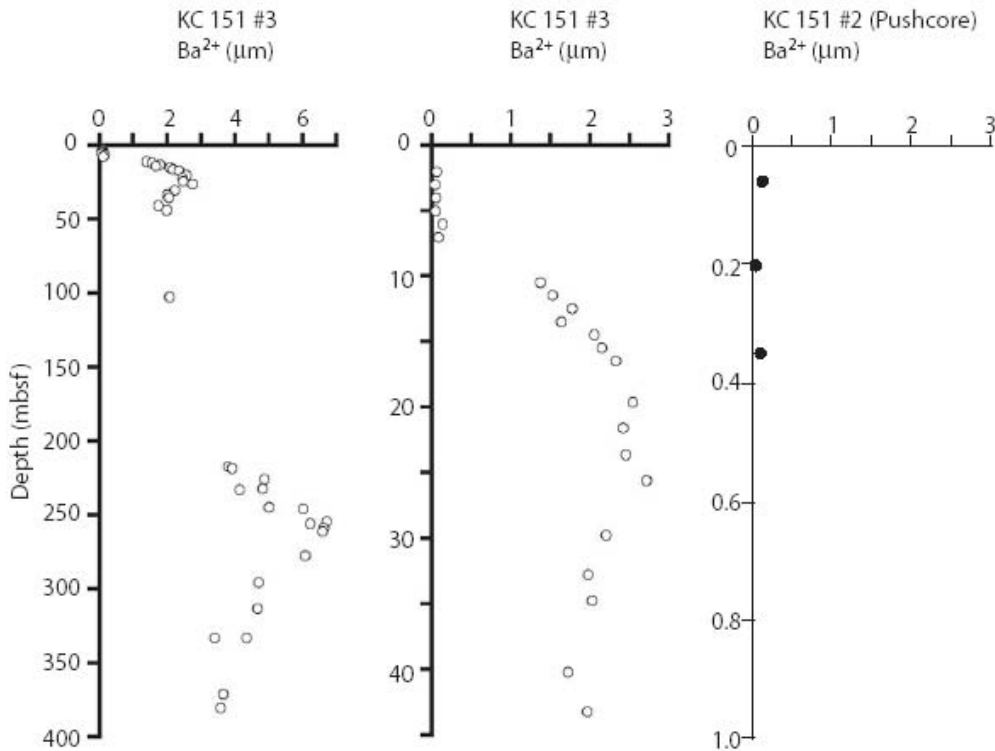 KC 151 #3
Ba²⁺ (μm)
0 2 4 6
0
50
100
150
200
250
300
350
400
Depth (mbsf)
KC 151 #3
Ba²⁺ (μm)
0 1 2 3
0
10
20
30
40
KC 151 #2 (Pushcore)
Ba²⁺ (μm)
0 1 2 3
0
0.2
0.4
0.6
0.8
1.0